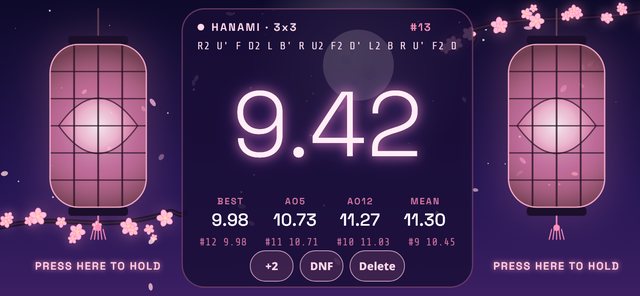 HANAMI · 3x3 #13
R2 U' F D2 L B' R U2 F2 D' L2 B R U' F2 D
9.42
BEST AO5 AO12 MEAN
9.98 10.73 11.27 11.30
#12 9.98 #11 10.71 #10 11.03 #9 10.45
+2 DNF Delete
PRESS HERE TO HOLD PRESS HERE TO HOLD